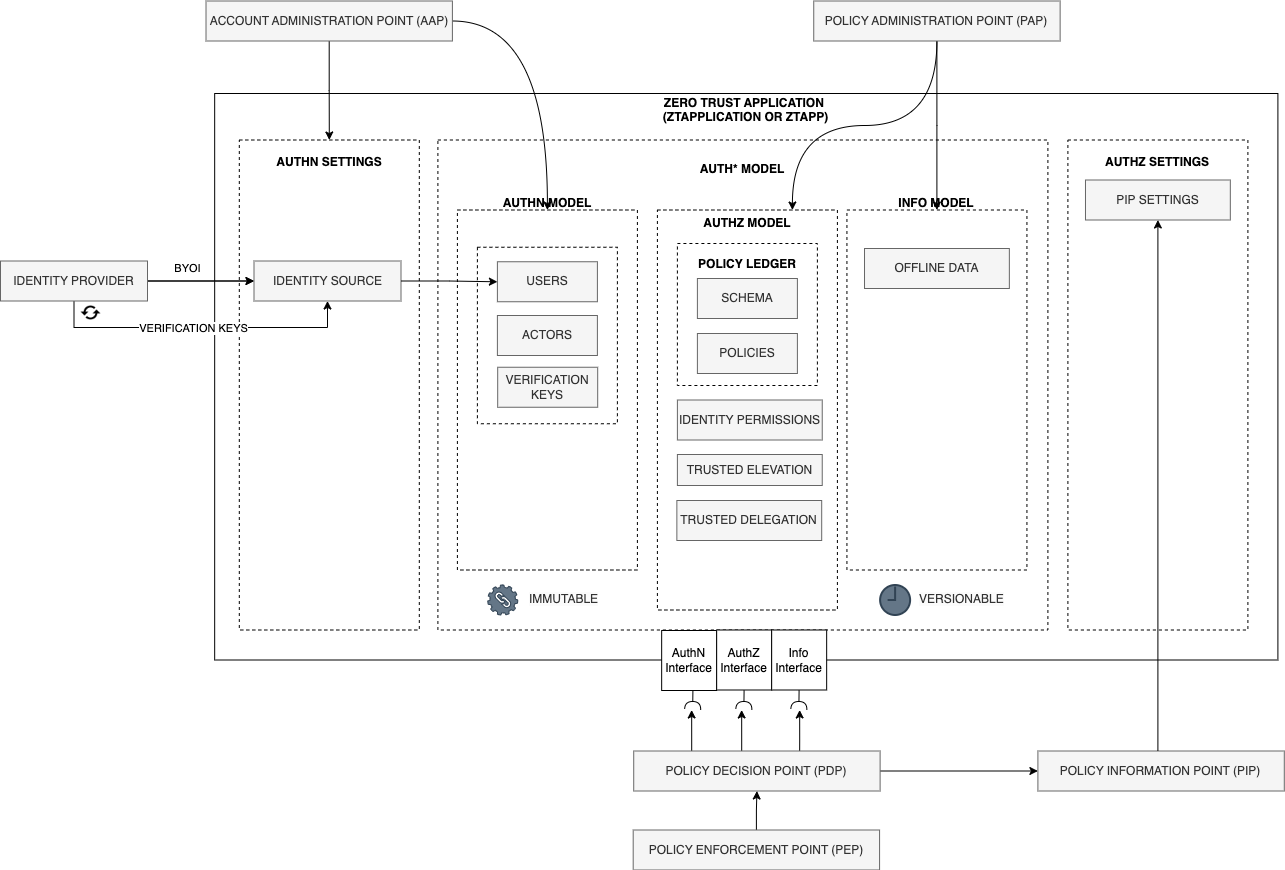 ACCOUNT ADMINISTRATION POINT (AAP)
POLICY ADMINISTRATION POINT (PAP)
ZERO TRUST APPLICATION
(ZTAPPLICATION OR ZTAPP)
AUTHN SETTINGS
AUTH* MODEL
AUTHZ SETTINGS
PIP SETTINGS
AUTHN MODEL
AUTHZ MODEL
INFO MODEL
POLICY LEDGER
OFFLINE DATA
BYOI
IDENTITY PROVIDER
IDENTITY SOURCE
USERS
SCHEMA
VERIFICATION KEYS
ACTORS
POLICIES
VERIFICATION
KEYS
IDENTITY PERMISSIONS
TRUSTED ELEVATION
TRUSTED DELEGATION
IMMUTABLE
VERSIONABLE
AuthN
Interface
AuthZ
Interface
Info
Interface
POLICY DECISION POINT (PDP)
POLICY INFORMATION POINT (PIP)
POLICY ENFORCEMENT POINT (PEP)